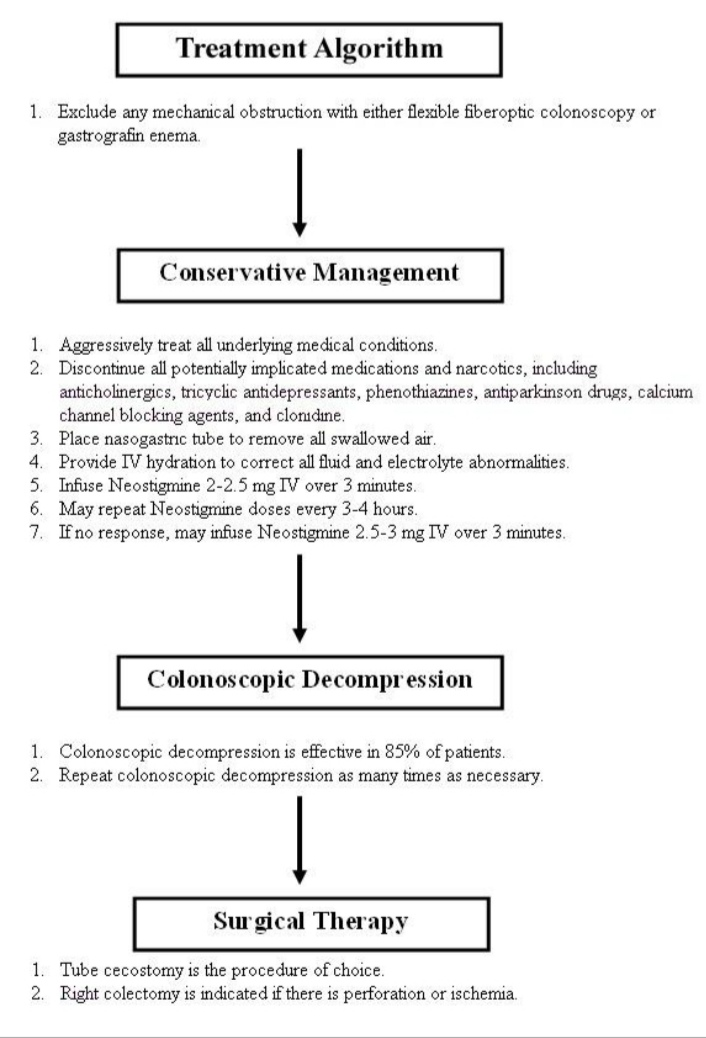 Treatment Algorithm
1. Exclude any mechanical obstruction with either flexible fiberoptic colonoscopy or
gastrografin enema.
Conservative Management
1. Aggressively treat all underlying medical conditions.
2. Discontinue all potentially implicated medications and narcotics, including
anticholinergics, tricyclic antidepressants, phenothiazines, antiparkinson drugs, calcium
channel blocking agents, and clonidine.
3. Place nasogastric tube to remove all swallowed air.
4. Provide IV hydration to correct all fluid and electrolyte abnormalities.
5. Infuse Neostigmine 2-2.5 mg IV over 3 minutes.
6. May repeat Neostigmine doses every 3-4 hours.
7. If no response, may infuse Neostigmine 2.5-3 mg IV over 3 minutes.
Colonoscopic Decompression
1. Colonoscopic decompression is effective in 85% of patients.
2. Repeat colonoscopic decompression as many times as necessary.
Surgical Therapy
1. Tube cecostomy is the procedure of choice.
2. Right colectomy is indicated if there is perforation or ischemia.